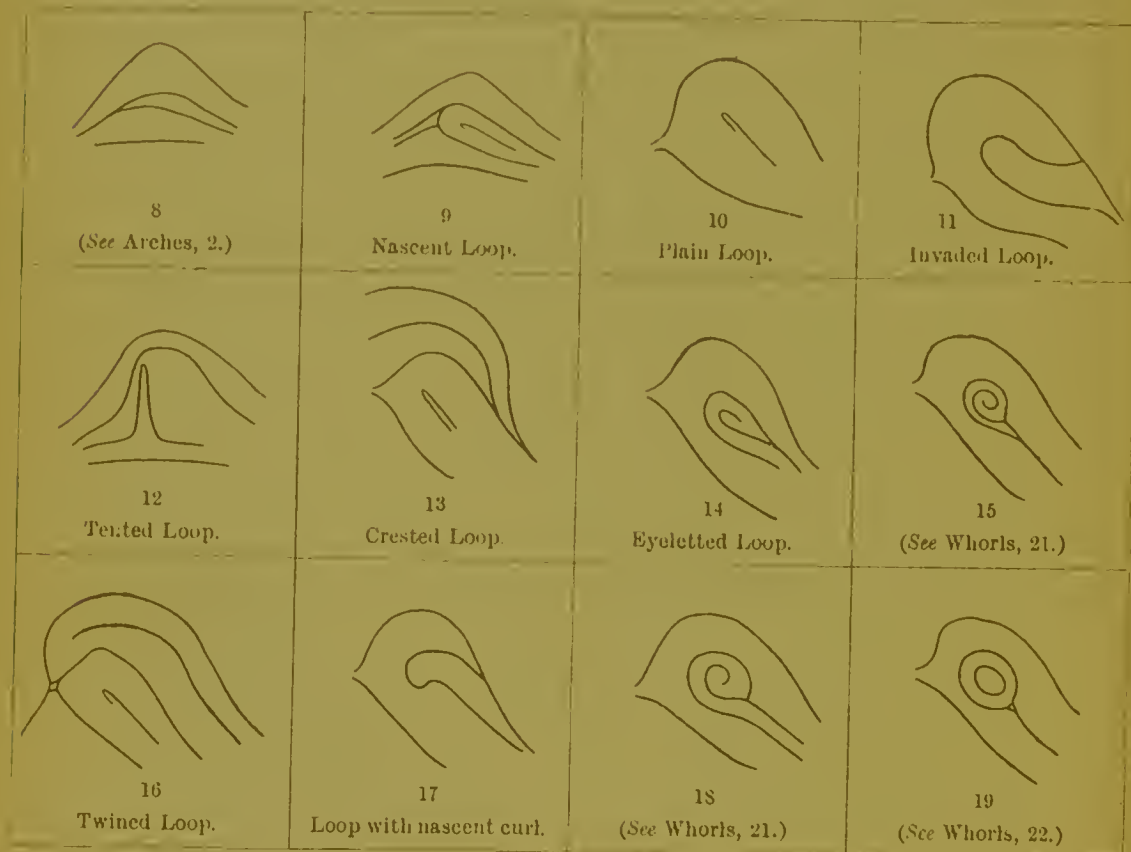 8
(See Arches, 2.)
9
Nascent Loop.
10
Plain Loop.
11
Invaded Loop.
12
Tented Loop.
13
Crested Loop.
14
Eyeletted Loop.
15
(See Whorls, 21.)
16
Twined Loop.
17
Loop with nascent curl.
18
(See Whorls, 21.)
19
(See Whorls, 22.)